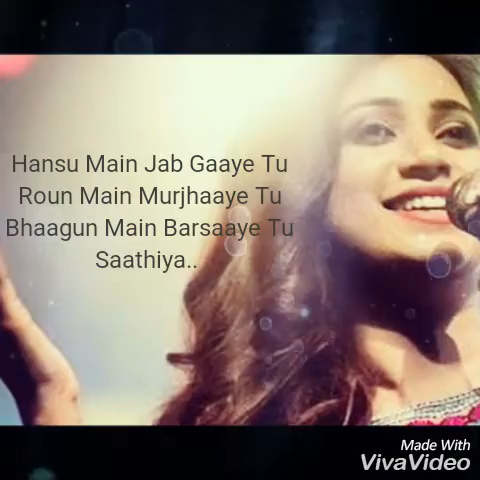 Hansu Main Jab Gaaye Tu
Roun Main Murjhaaye Tu
Bhaagun Main Barsaaye Tu
Saathiya..
Made With
VivaVideo